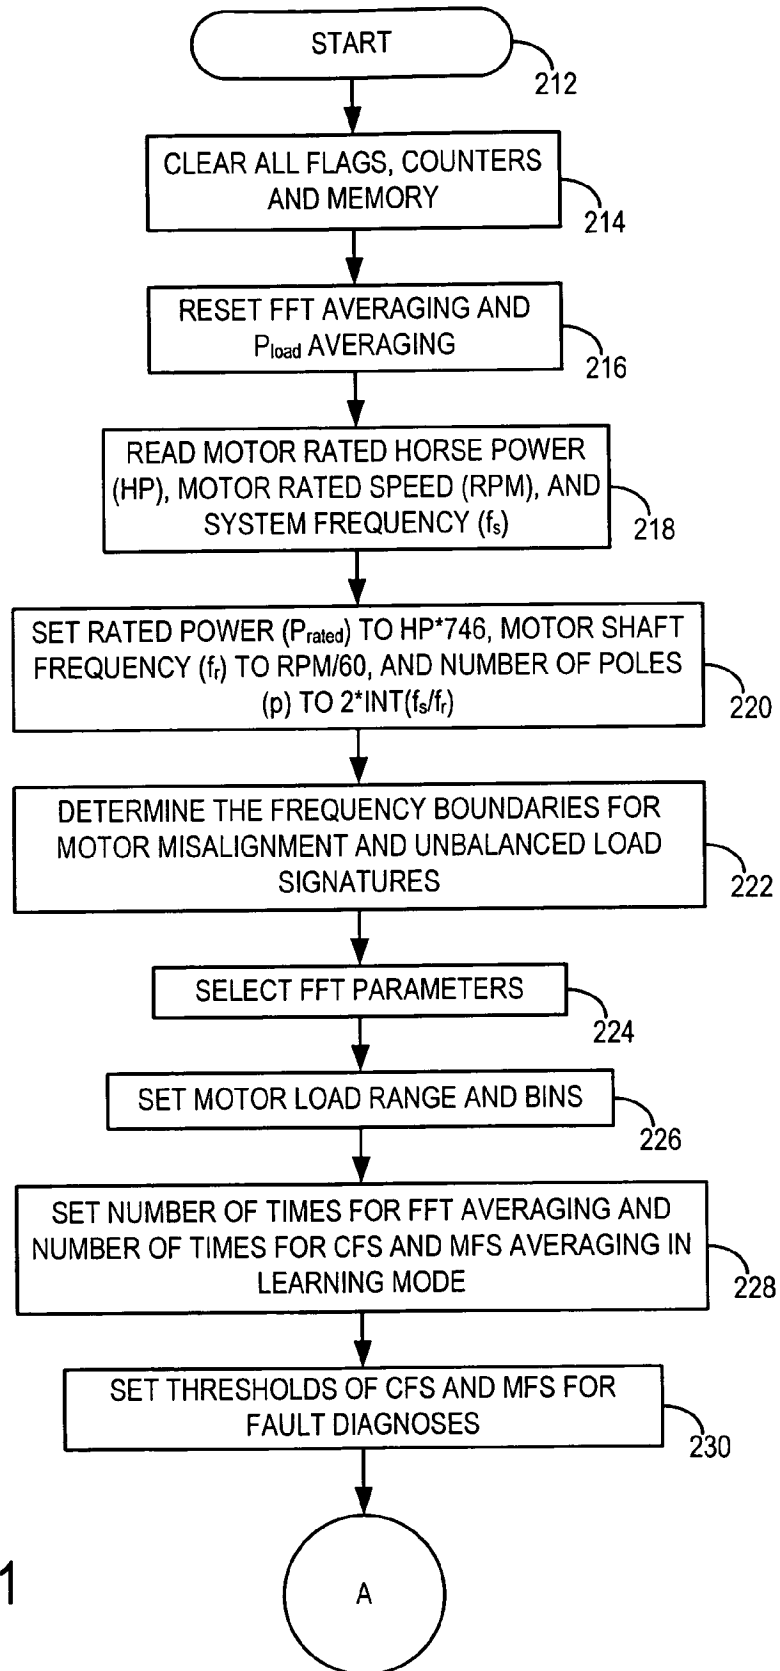 START
212
CLEAR ALL FLAGS, COUNTERS
AND MEMORY
214
RESET FFT AVERAGING AND
Pload AVERAGING
216
READ MOTOR RATED HORSE POWER
(HP), MOTOR RATED SPEED (RPM), AND
SYSTEM FREQUENCY (fs)
218
SET RATED POWER (Prated) TO HP*746, MOTOR SHAFT
FREQUENCY (fr) TO RPM/60, AND NUMBER OF POLES
(p) TO 2*INT(fs/fr)
220
DETERMINE THE FREQUENCY BOUNDARIES FOR
MOTOR MISALIGNMENT AND UNBALANCED LOAD
SIGNATURES
222
SELECT FFT PARAMETERS
224
SET MOTOR LOAD RANGE AND BINS
226
SET NUMBER OF TIMES FOR FFT AVERAGING AND
NUMBER OF TIMES FOR CFS AND MFS AVERAGING IN
LEARNING MODE
228
SET THRESHOLDS OF CFS AND MFS FOR
FAULT DIAGNOSES
230
A
1